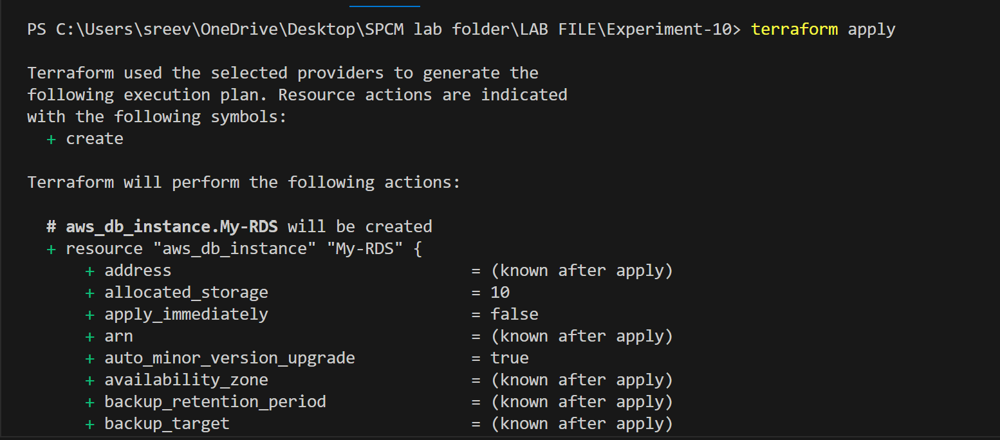 PS C:\Users\sreev\OneDrive\Desktop\SPCM lab folder\LAB FILE\Experiment-10> terraform apply
Terraform used the selected providers to generate the
following execution plan. Resource actions are indicated
with the following symbols:
+ create
Terraform will perform the following actions:
# aws_db_instance.My-RDS will be created
+ resource "aws_db_instance" "My-RDS" {
+ address = (known after apply)
+ allocated_storage = 10
+ apply_immediately = false
+ arn = (known after apply)
+ auto_minor_version_upgrade = true
+ availability_zone = (known after apply)
+ backup_retention_period = (known after apply)
+ backup_target = (known after apply)